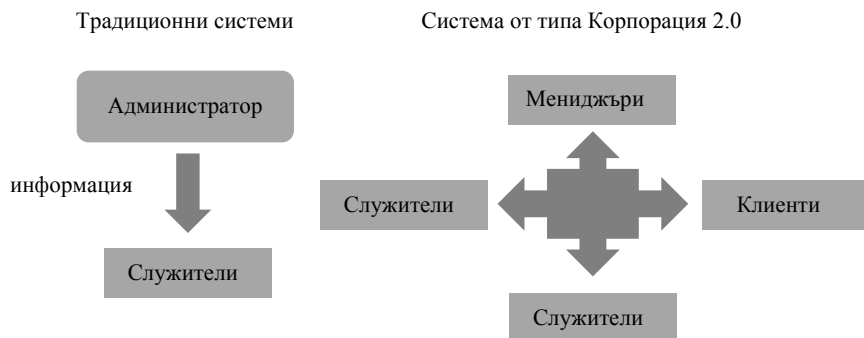 Традиционни системи
Система от типа Корпорация 2.0
Администратор
информация
Служители
Мениджъри
Служители
Клиенти
Служители